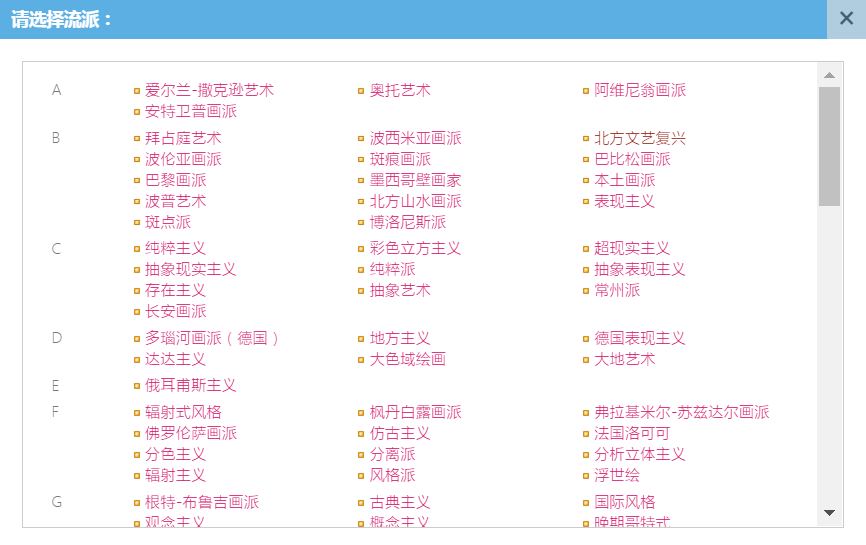 请选择流派：
A 爱尔兰-撒克逊艺术 奥托艺术 阿维尼翁画派
安特卫普画派
B 拜占庭艺术 波西米亚画派 北方文艺复兴
波伦亚画派 斑痕画派 巴比松画派
巴黎画派 墨西哥壁画家 本土画派
波普艺术 北方山水画派 表现主义
斑点派 博洛尼斯派
C 纯粹主义 彩色立方主义 超现实主义
抽象现实主义 纯粹派 抽象表现主义
存在主义 抽象艺术 常州派
长安画派
D 多瑙河画派（德国） 地方主义 德国表现主义
达达主义 大色域绘画 大地艺术
E 俄耳甫斯主义
F 辐射式风格 枫丹白露画派 弗拉基米尔-苏兹达尔画派
佛罗伦萨画派 仿古主义 法国洛可可
分色主义 分离派 分析立体主义
辐射主义 风格派 浮世绘
G 根特-布鲁吉画派 古典主义 国际风格
观念主义 概念主义 晚期哥特式